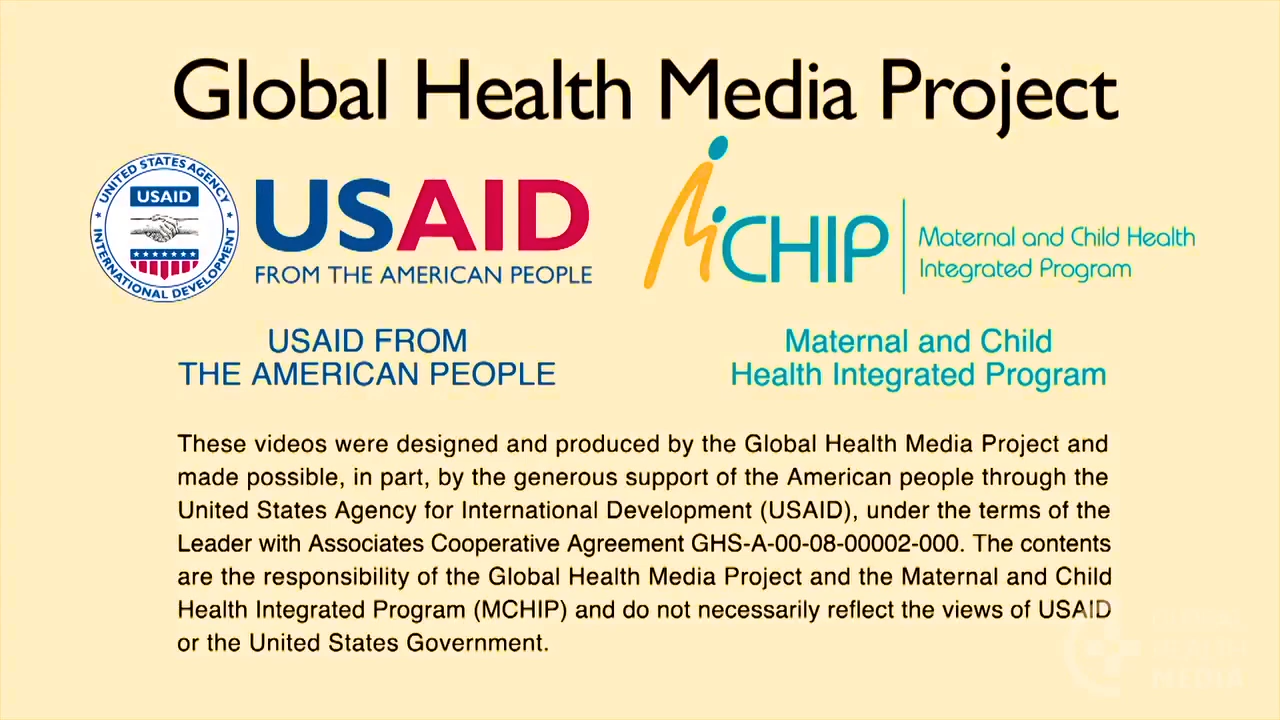 Global Health Media Project
UNITED STATES AGENCY
USAID
INTERNATIONAL DEVELOPMENT
USAID
FROM THE AMERICAN PEOPLE
MCHIP
Maternal and Child Health
Integrated Program
USAID FROM
THE AMERICAN PEOPLE
Maternal and Child
Health Integrated Program
These videos were designed and produced by the Global Health Media Project and
made possible, in part, by the generous support of the American people through the
United States Agency for International Development (USAID), under the terms of the
Leader with Associates Cooperative Agreement GHS-A-00-08-00002-000. The contents
are the responsibility of the Global Health Media Project and the Maternal and Child
Health Integrated Program (MCHIP) and do not necessarily reflect the views of USAID
or the United States Government.
HEALTH
MEDIA